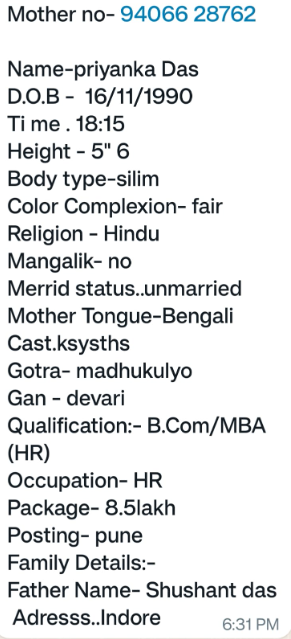 Mother no- 94066 28762
Name-priyanka Das
D.O.B - 16/11/1990
Ti me . 18:15
Height - 5" 6
Body type-silim
Color Complexion- fair
Religion - Hindu
Mangalik- no
Merrid status..unmarried
Mother Tongue-Bengali
Cast.ksysths
Gotra- madhukulyo
Gan - devari
Qualification:- B.Com/MBA
(HR)
Occupation- HR
Package- 8.5lakh
Posting- pune
Family Details:-
Father Name- Shushant das
Adresss..Indore
6:31 PM